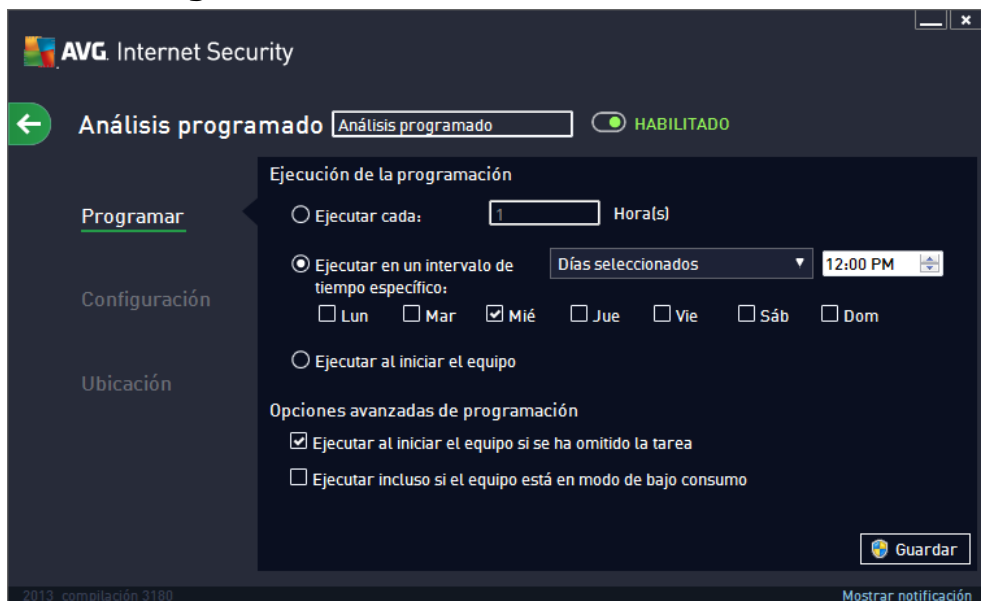 AVG. Internet Security
Análisis programado Análisis programado HABILITADO
Ejecución de la programación
Programar
Ejecutar cada: 1 Hora(s)
Ejecutar en un intervalo de tiempo específico:
Días seleccionados 12:00 PM
Lun Mar Mié Jue Vie Sáb Dom
Configuración
Ejecutar al iniciar el equipo
Ubicación
Opciones avanzadas de programación
Ejecutar al iniciar el equipo si se ha omitido la tarea
Ejecutar incluso si el equipo está en modo de bajo consumo
Guardar
2013 compilación 3180 Mostrar notificación